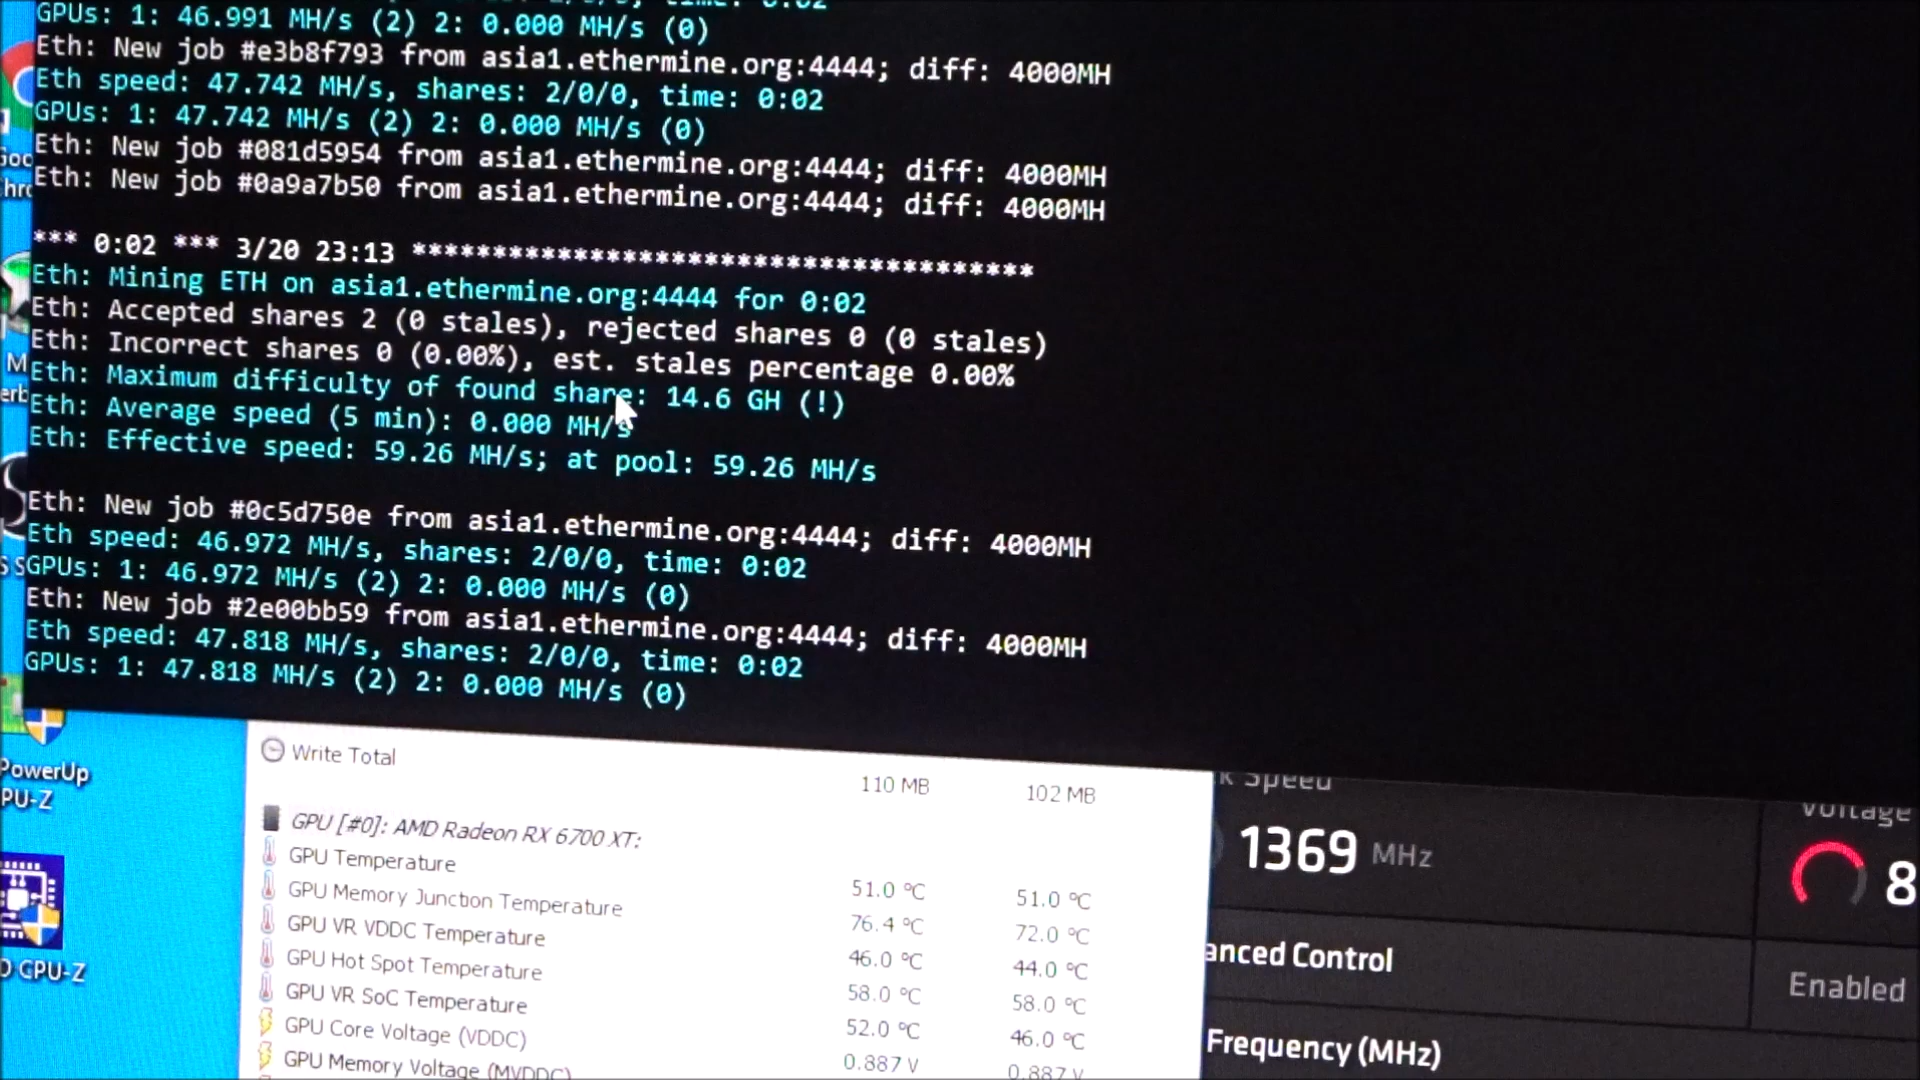 GPUs: 1: 46.991 MH/s (2) 2: 0.000 MH/s (0)
Eth: New job #e3b8f793 from asia1.ethermine.org:4444; diff: 4000MH
Eth speed: 47.742 MH/s, shares: 2/0/0, time: 0:02
GPUs: 1: 47.742 MH/s (2) 2: 0.000 MH/s (0)
Eth: New job #081d5954 from asia1.ethermine.org:4444; diff: 4000MH
Eth: New job #0a9a7b50 from asia1.ethermine.org:4444; diff: 4000MH
*** 0:02 *** 3/20 23:13 ***************************************
Eth: Mining ETH on asia1.ethermine.org:4444 for 0:02
Eth: Accepted shares 2 (0 stales), rejected shares 0 (0 stales)
Eth: Incorrect shares 0 (0.00%), est. stales percentage 0.00%
Eth: Maximum difficulty of found share: 14.6 GH (!)
Eth: Average speed (5 min): 0.000 MH/s
Eth: Effective speed: 59.26 MH/s; at pool: 59.26 MH/s
Eth: New job #0c5d750e from asia1.ethermine.org:4444; diff: 4000MH
Eth speed: 46.972 MH/s, shares: 2/0/0, time: 0:02
GPUs: 1: 46.972 MH/s (2) 2: 0.000 MH/s (0)
Eth: New job #2e00bb59 from asia1.ethermine.org:4444; diff: 4000MH
Eth speed: 47.818 MH/s, shares: 2/0/0, time: 0:02
GPUs: 1: 47.818 MH/s (2) 2: 0.000 MH/s (0)
PowerUp
PU-Z
GPU-Z
Write Total 110 MB 102 MB
GPU [#0]: AMD Radeon RX 6700 XT:
GPU Temperature 51.0 °C 51.0 °C
GPU Memory Junction Temperature 76.4 °C 72.0 °C
GPU VR VDDC Temperature 46.0 °C 44.0 °C
GPU Hot Spot Temperature 58.0 °C 58.0 °C
GPU VR SoC Temperature 52.0 °C 46.0 °C
GPU Core Voltage (VDDC) 0.887 V 0.887 V
GPU Memory Voltage (MVDDC)
k Speed
1369 MHz
Voltage
8
anced Control
Enabled
Frequency (MHz)